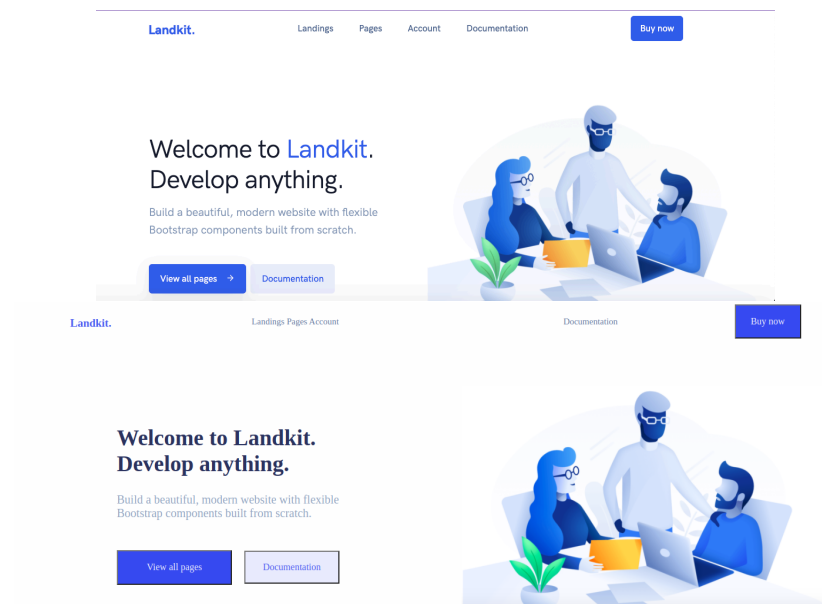 Landkit. Landings Pages Account Documentation Buy now
Welcome to Landkit.
Develop anything.
Build a beautiful, modern website with flexible
Bootstrap components built from scratch.
View all pages → Documentation
Landkit. Landings Pages Account Documentation Buy now
Welcome to Landkit.
Develop anything.
Build a beautiful, modern website with flexible
Bootstrap components built from scratch.
View all pages Documentation